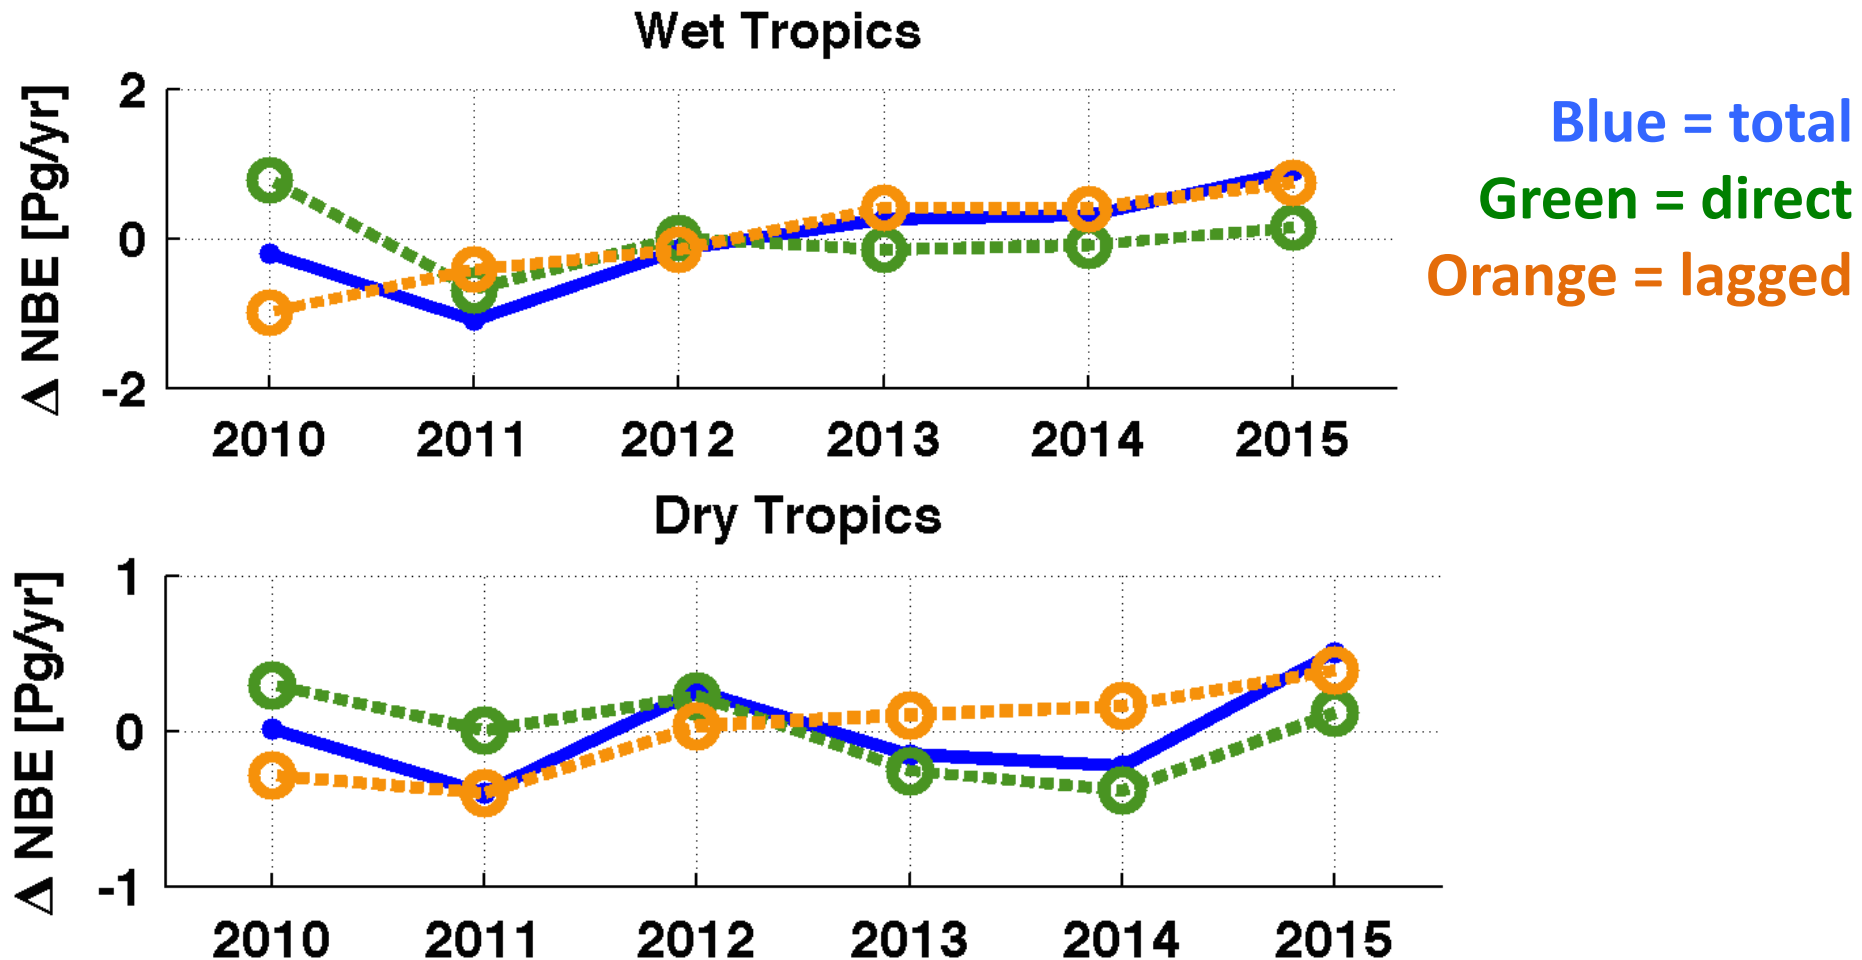 Wet Tropics
Δ NBE [Pg/yr]
2
0
-2
2010 2011 2012 2013 2014 2015
Blue = total
Green = direct
Orange = lagged
Dry Tropics
Δ NBE [Pg/yr]
1
0
-1
2010 2011 2012 2013 2014 2015